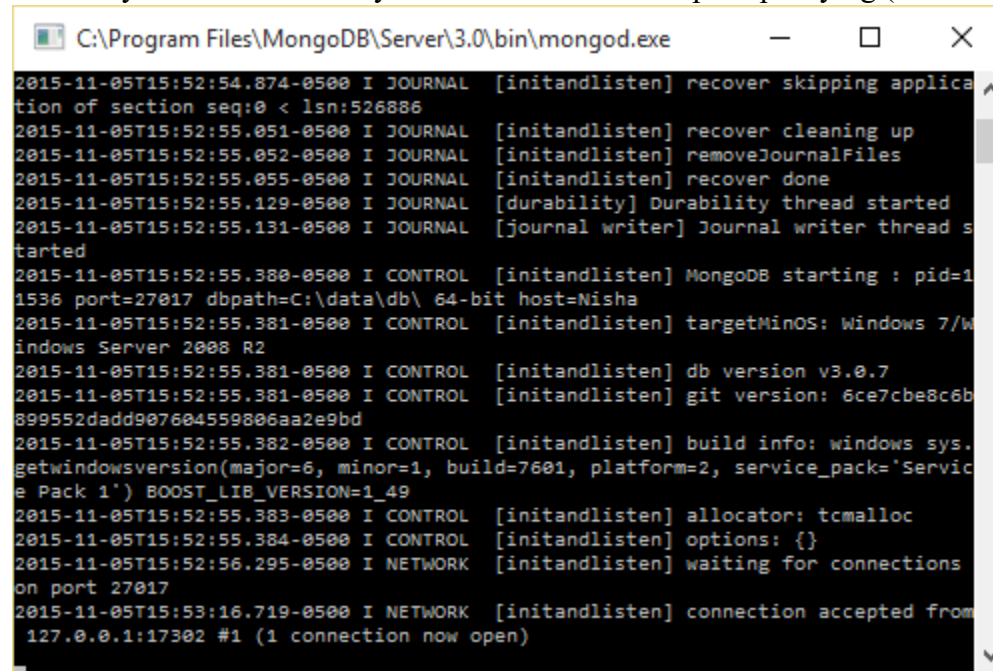 C:\Program Files\MongoDB\Server\3.0\bin\mongod.exe
2015-11-05T15:52:54.874-0500 I JOURNAL  [initandlisten] recover skipping applica
tion of section seq:0 < lsn:526886
2015-11-05T15:52:55.051-0500 I JOURNAL  [initandlisten] recover cleaning up
2015-11-05T15:52:55.052-0500 I JOURNAL  [initandlisten] removeJournalFiles
2015-11-05T15:52:55.055-0500 I JOURNAL  [initandlisten] recover done
2015-11-05T15:52:55.129-0500 I JOURNAL  [durability] Durability thread started
2015-11-05T15:52:55.131-0500 I JOURNAL  [journal writer] Journal writer thread s
tarted
2015-11-05T15:52:55.380-0500 I CONTROL  [initandlisten] MongoDB starting : pid=1
1536 port=27017 dbpath=C:\data\db\ 64-bit host=Nisha
2015-11-05T15:52:55.381-0500 I CONTROL  [initandlisten] targetMinOS: Windows 7/W
indows Server 2008 R2
2015-11-05T15:52:55.381-0500 I CONTROL  [initandlisten] db version v3.0.7
2015-11-05T15:52:55.381-0500 I CONTROL  [initandlisten] git version: 6ce7cbe8c6b
899552dadd907604559806aa2e9bd
2015-11-05T15:52:55.382-0500 I CONTROL  [initandlisten] build info: windows sys.
getwindowsversion(major=6, minor=1, build=7601, platform=2, service_pack='Servic
e Pack 1') BOOST_LIB_VERSION=1_49
2015-11-05T15:52:55.383-0500 I CONTROL  [initandlisten] allocator: tcmalloc
2015-11-05T15:52:55.384-0500 I CONTROL  [initandlisten] options: {}
2015-11-05T15:52:56.295-0500 I NETWORK  [initandlisten] waiting for connections
on port 27017
2015-11-05T15:53:16.719-0500 I NETWORK  [initandlisten] connection accepted from
 127.0.0.1:17302 #1 (1 connection now open)